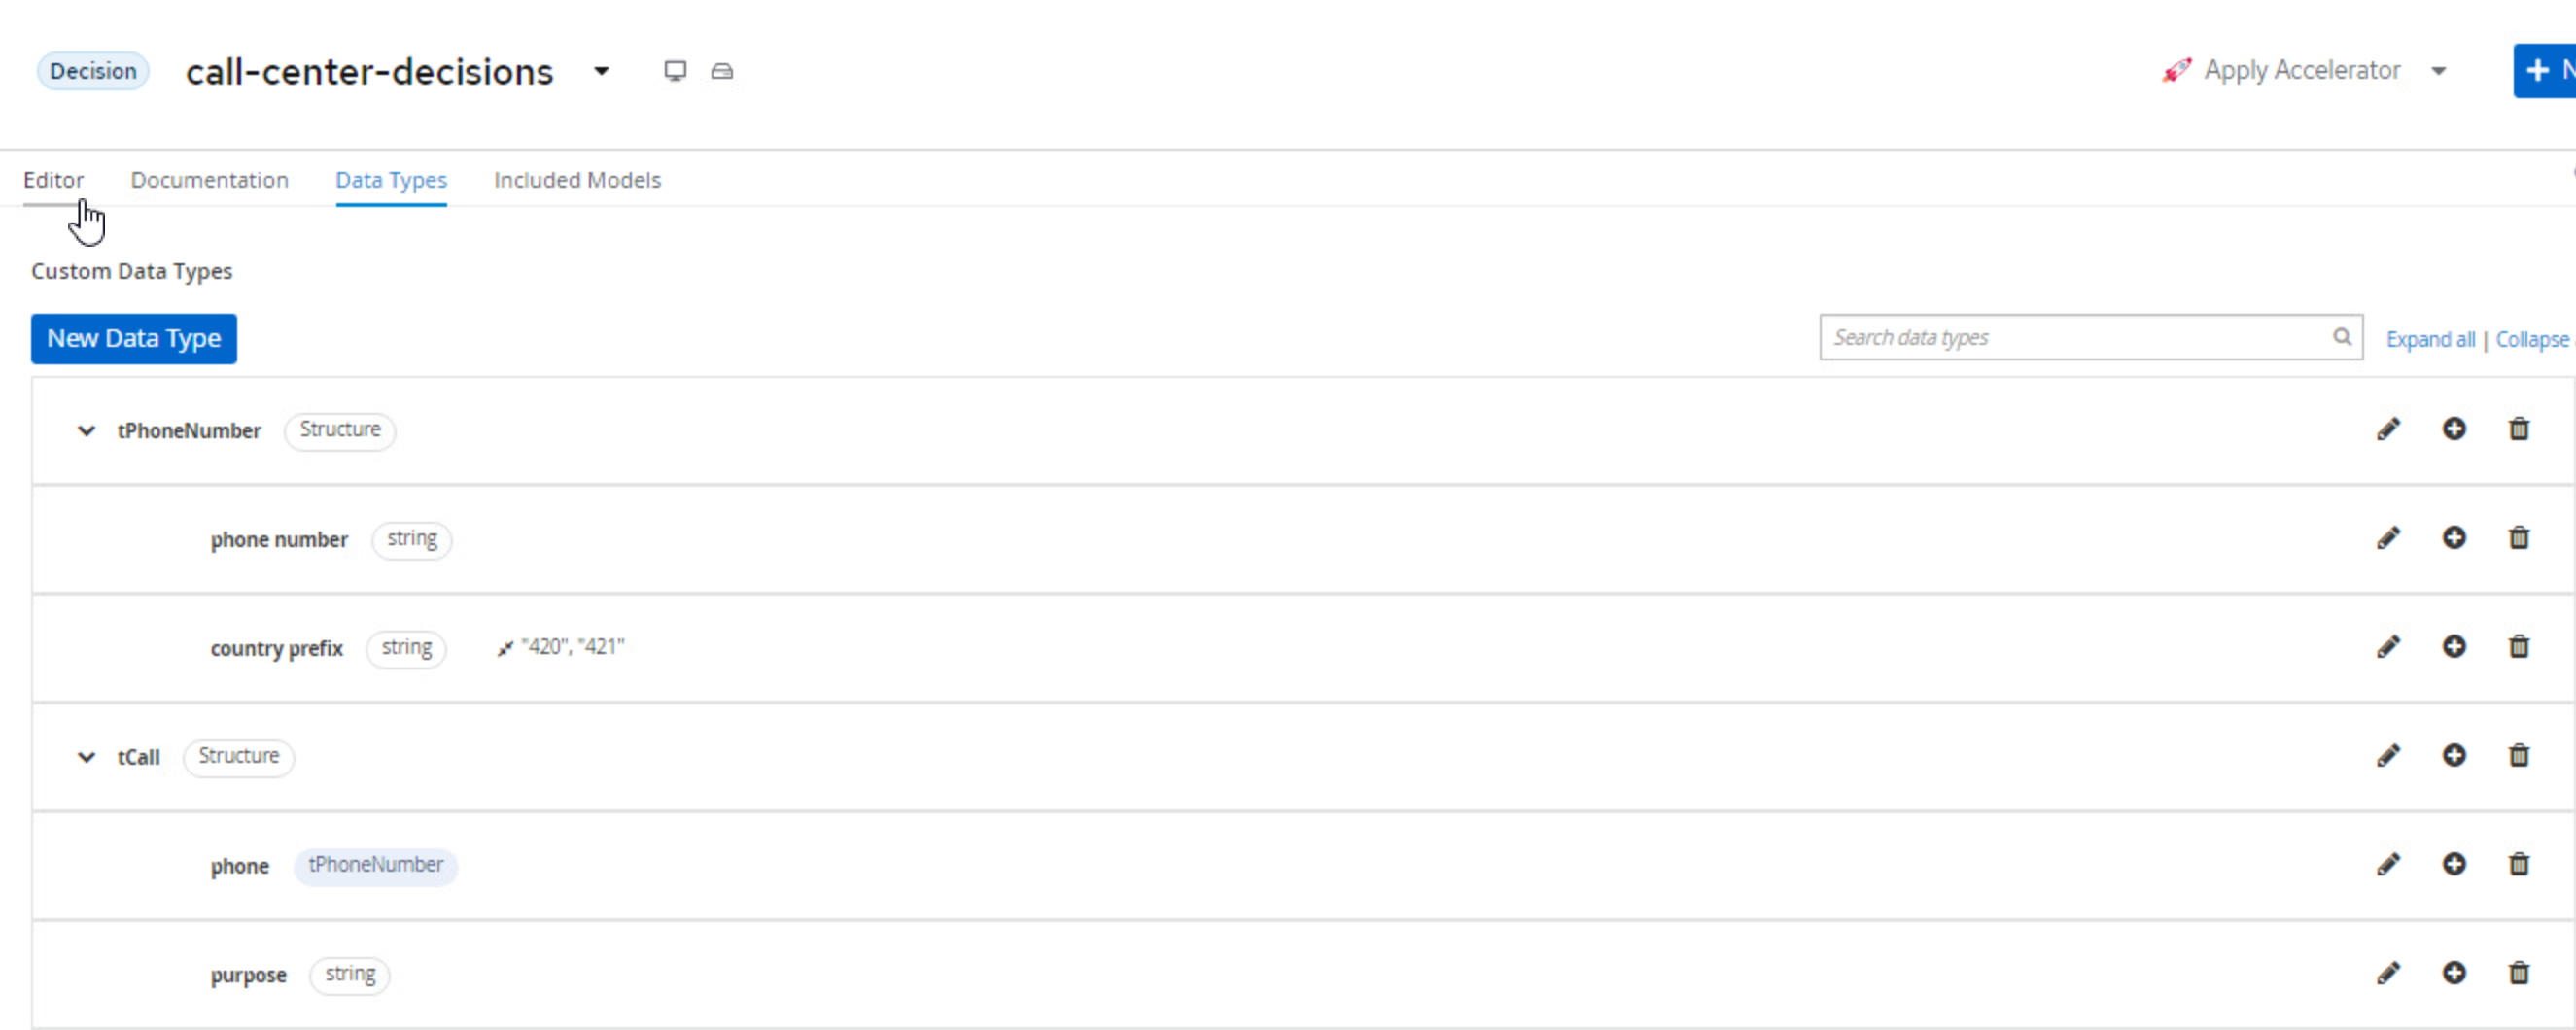 Decision call-center-decisions Apply Accelerator
Editor Documentation Data Types Included Models
Custom Data Types
New Data Type Search data types Expand all | Collapse
tPhoneNumber Structure
phone number string
country prefix string "420", "421"
tCall Structure
phone tPhoneNumber
purpose string